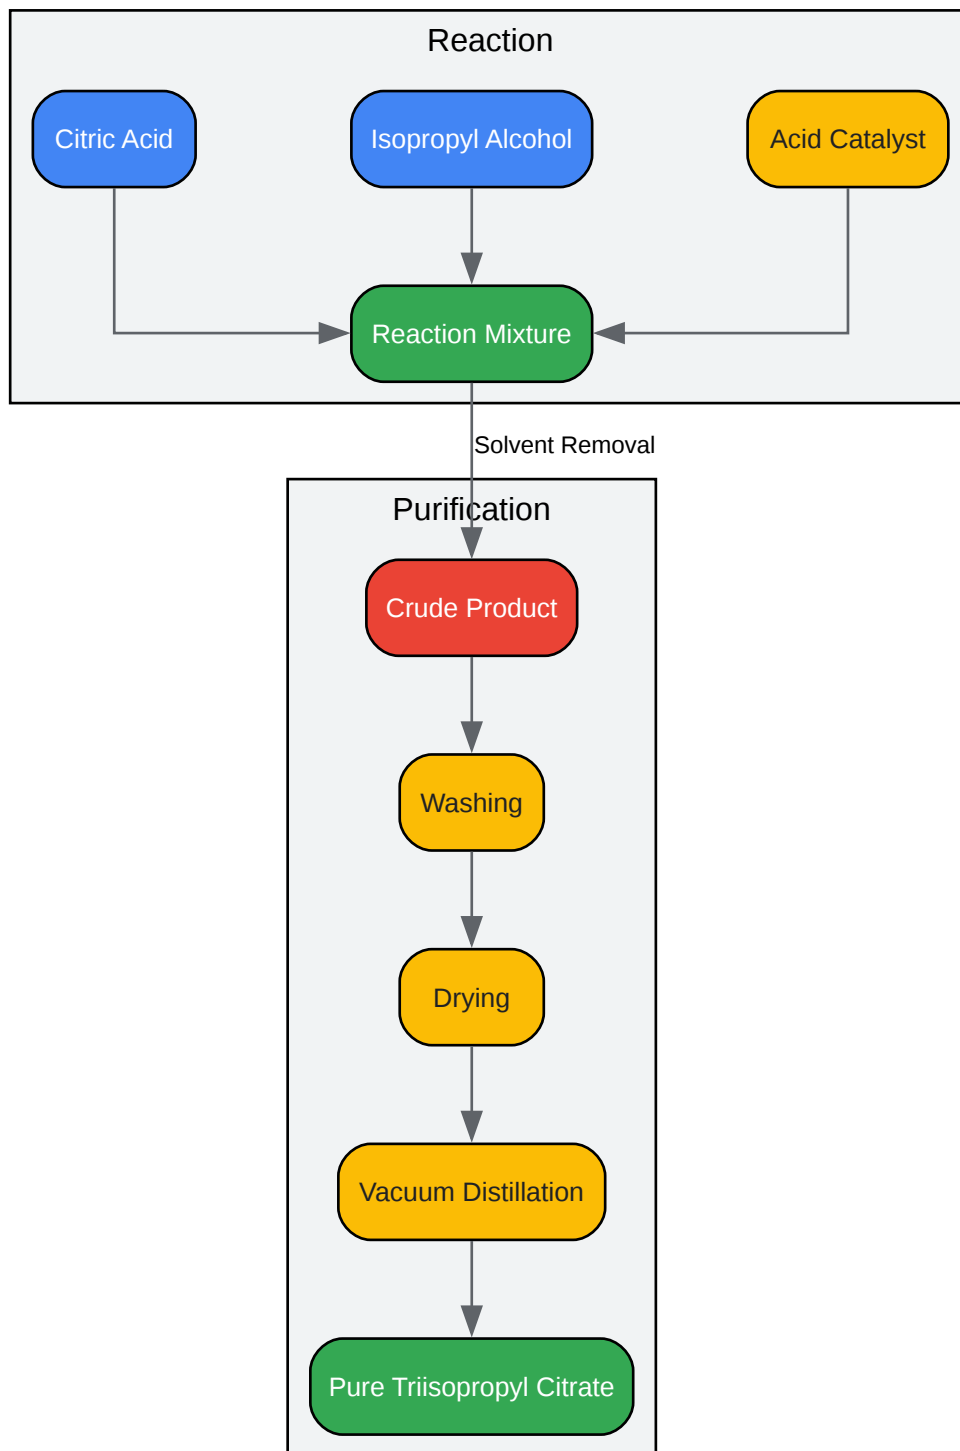 Reaction
Citric Acid
Isopropyl Alcohol
Acid Catalyst
Reaction Mixture
Solvent Removal
Purification
Crude Product
Washing
Drying
Vacuum Distillation
Pure Triisopropyl Citrate